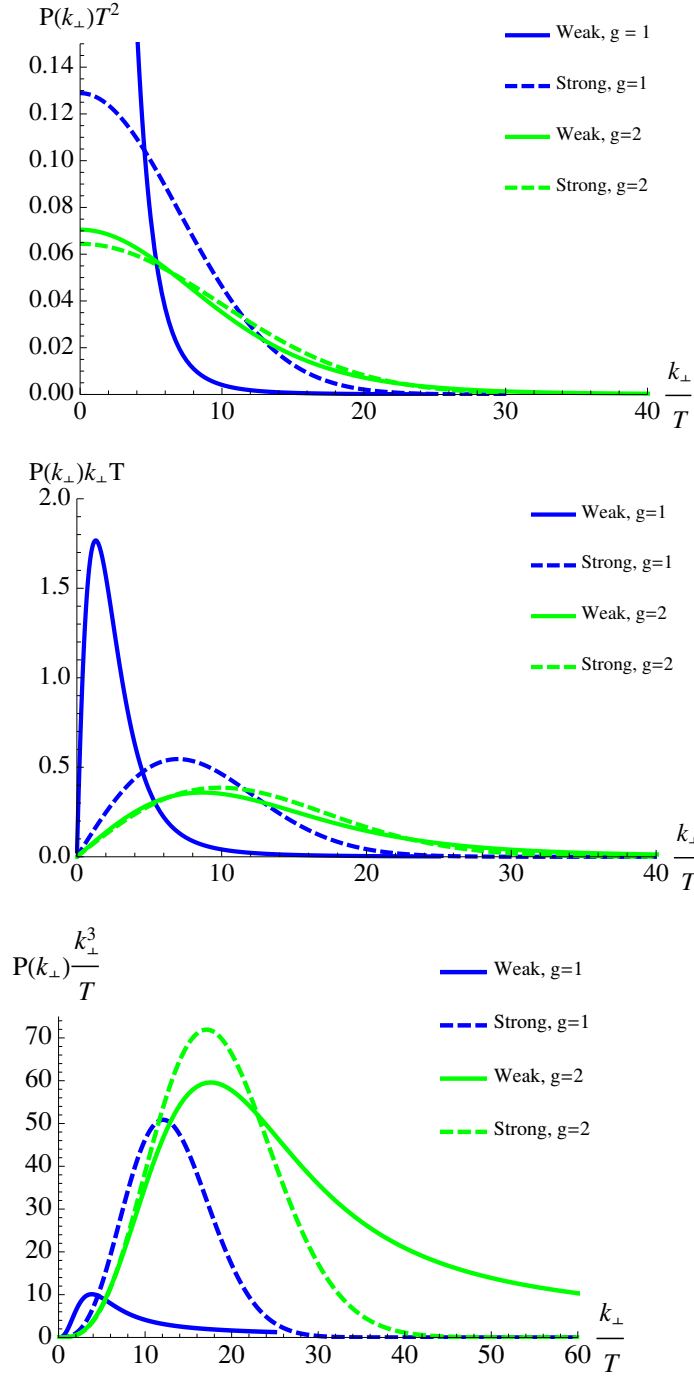 P(k⊥)T²
Weak, g = 1
Strong, g=1
Weak, g=2
Strong, g=2
0.14
0.12
0.10
0.08
0.06
0.04
0.02
0.00
0 10 20 30 40
k⊥
T
P(k⊥)k⊥T
Weak, g=1
Strong, g=1
Weak, g=2
Strong, g=2
2.0
1.5
1.0
0.5
0.0
0 10 20 30 40
k⊥
T
P(k⊥) k⊥³
T
Weak, g=1
Strong, g=1
Weak, g=2
Strong, g=2
70
60
50
40
30
20
10
0
0 10 20 30 40 50 60
k⊥
T